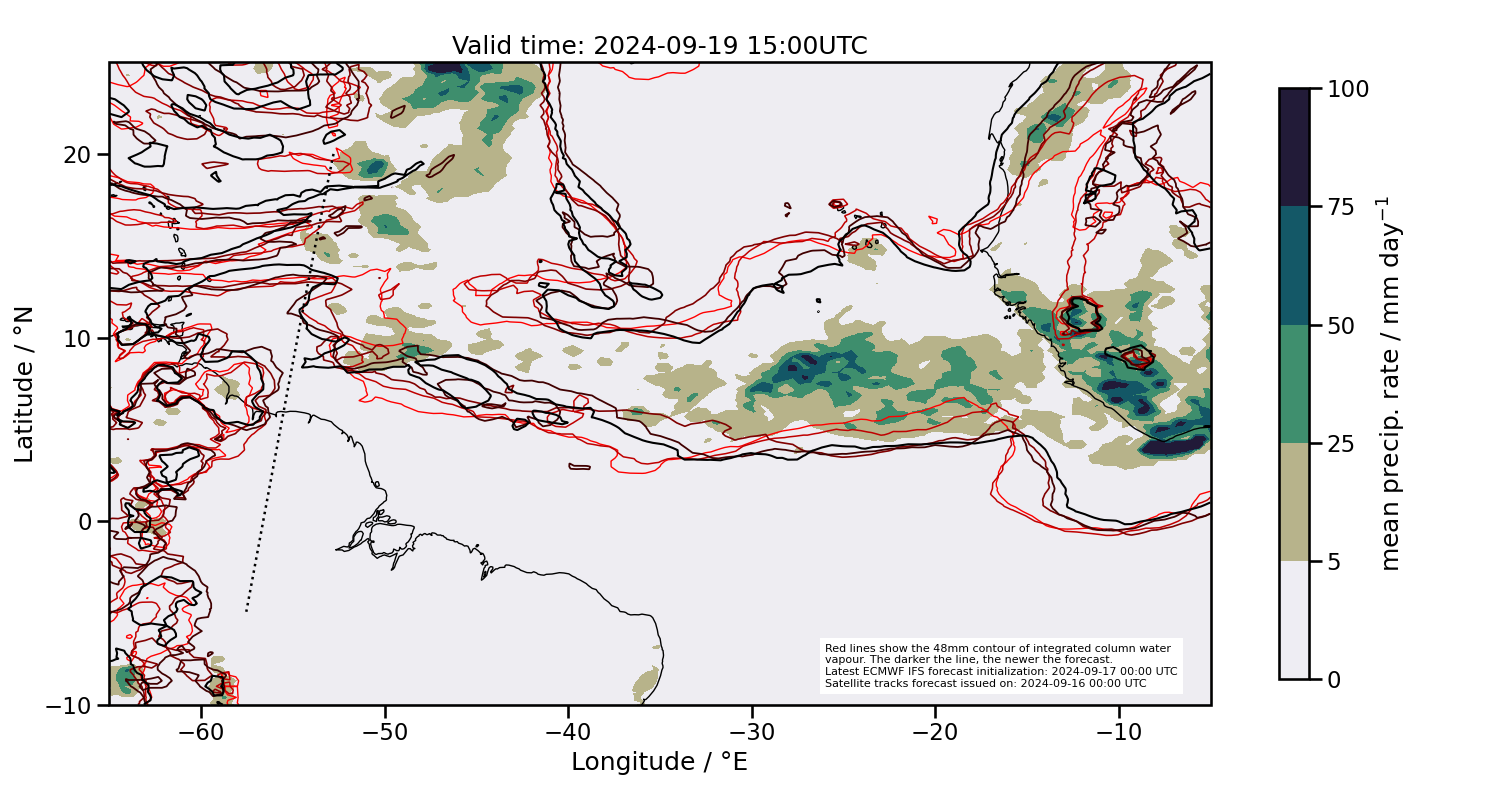 Valid time: 2024-09-19 15:00UTC
Latitude / °N
20
10
0
−10
−60
−50
−40
−30
−20
−10
Longitude / °E
Red lines show the 48mm contour of integrated column water
vapour. The darker the line, the newer the forecast.
Latest ECMWF IFS forecast initialization: 2024-09-17 00:00 UTC
Satellite tracks forecast issued on: 2024-09-16 00:00 UTC
100
75
50
25
5
0
mean precip. rate / mm day⁻¹